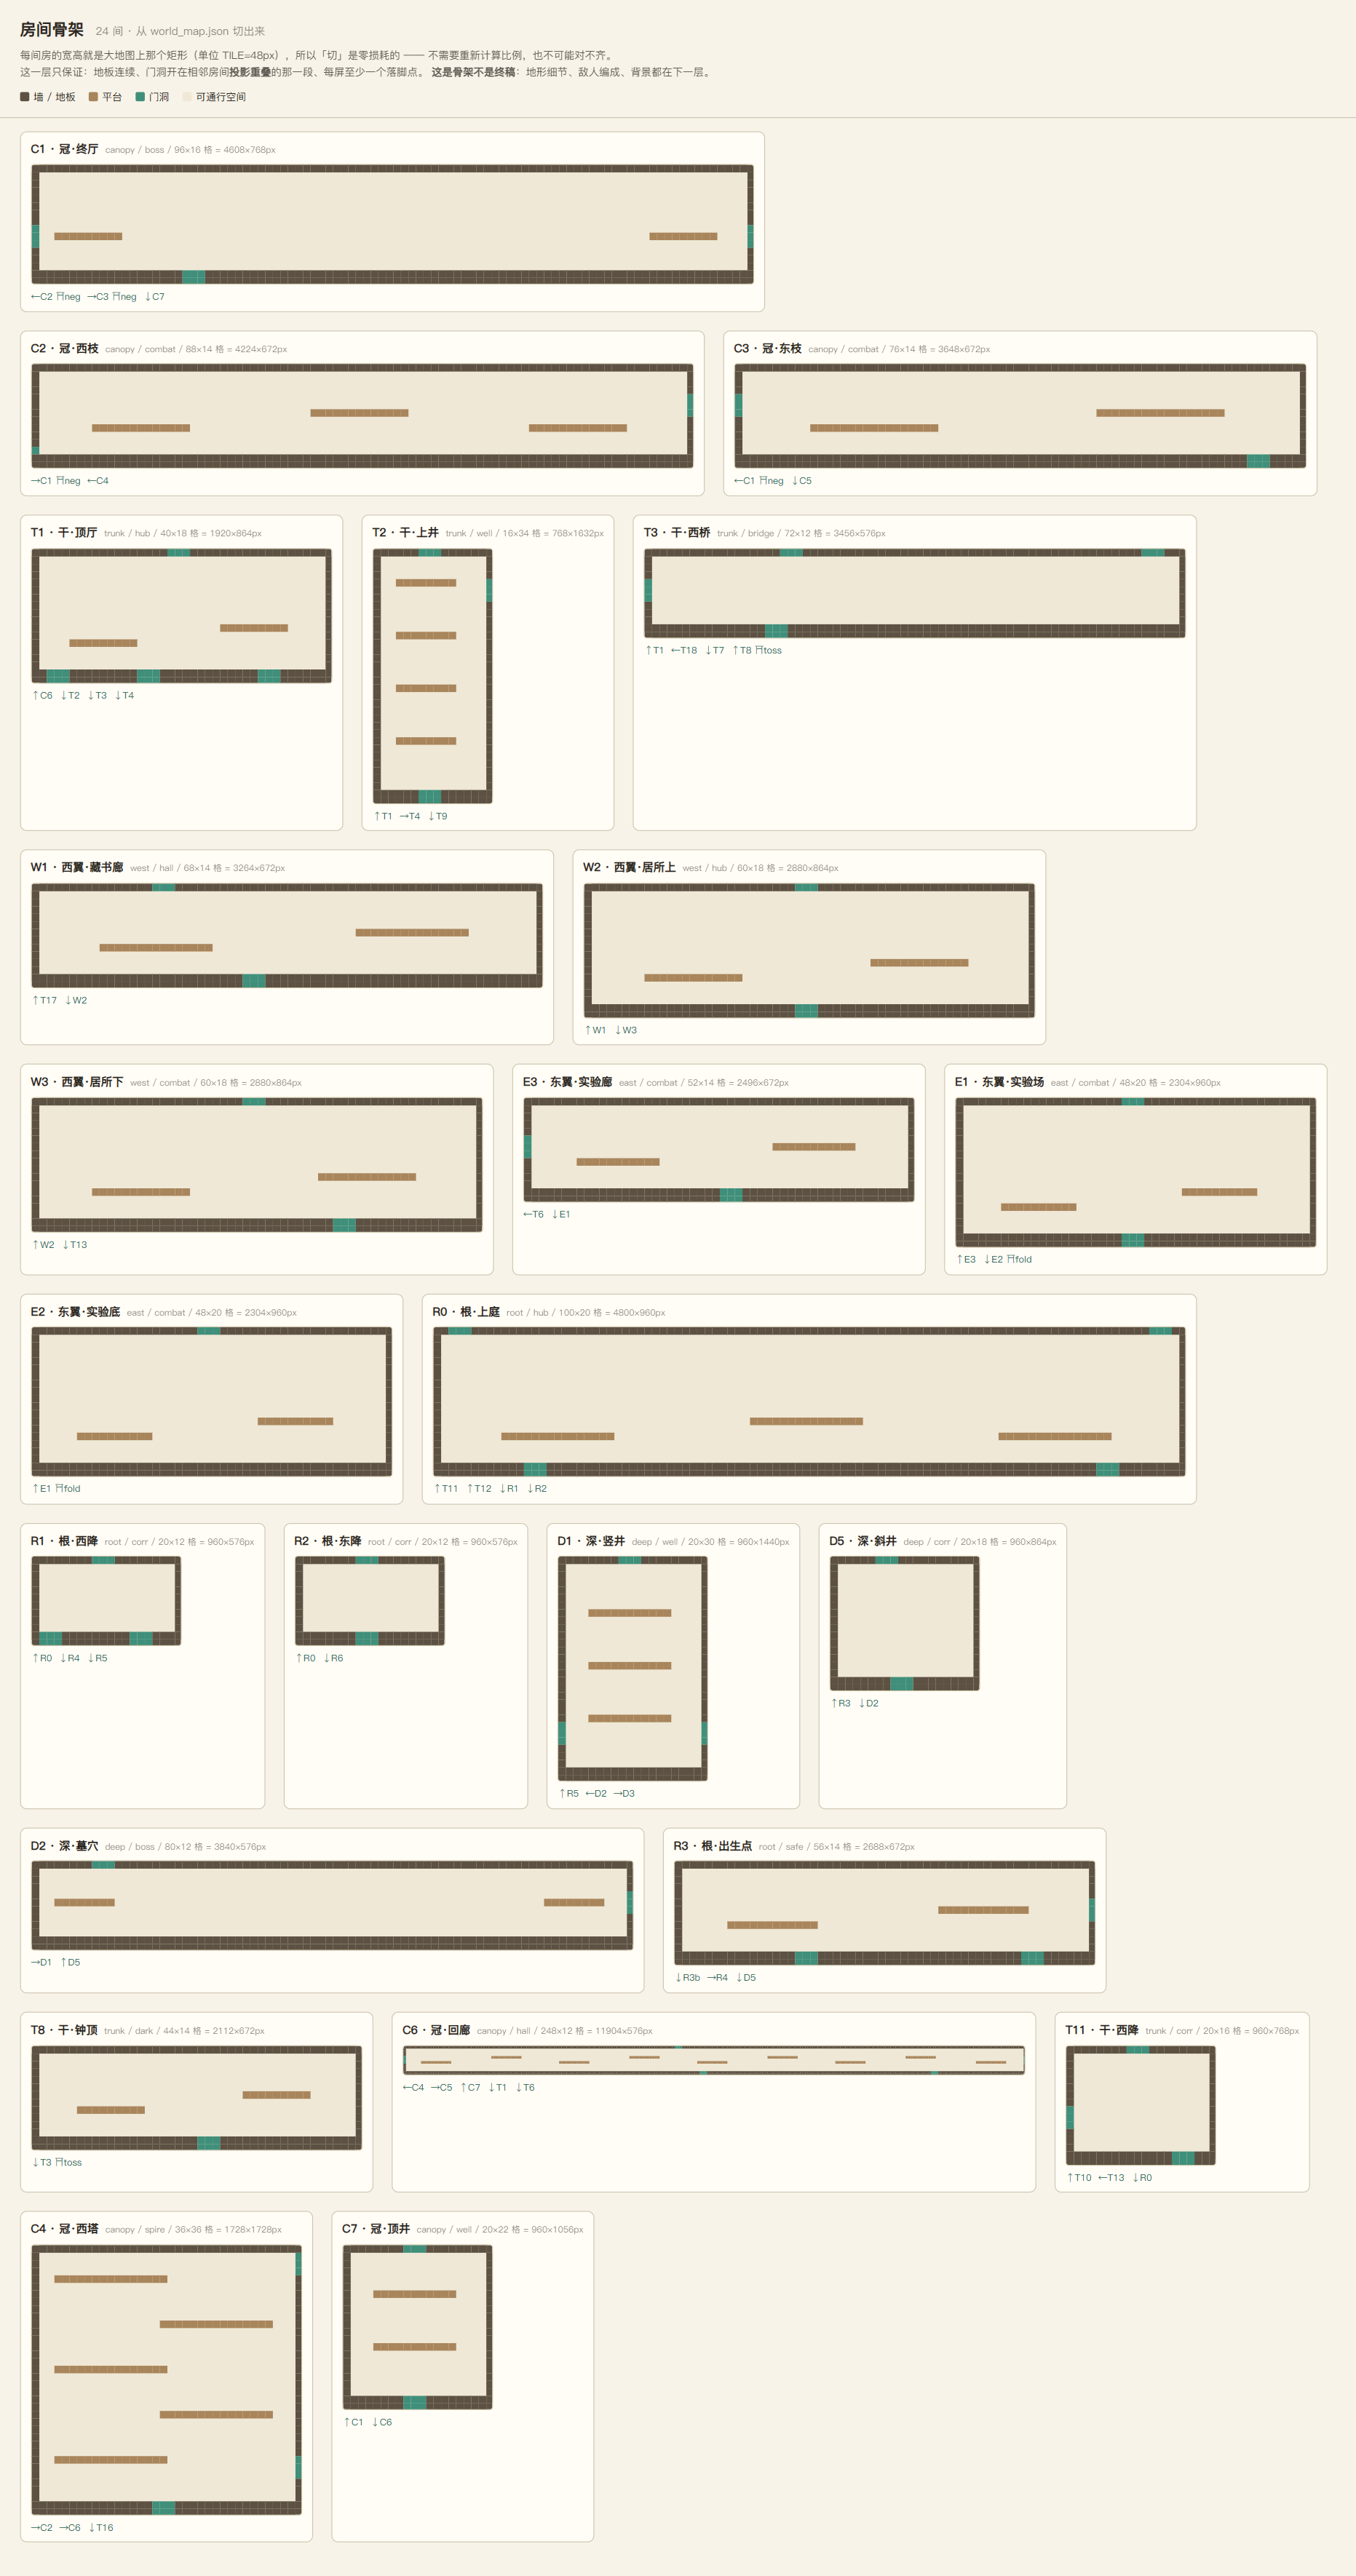 房间骨架 24 间 · 从 world_map.json 切出来
每间房的宽高就是大地图上那个矩形（单位 TILE=48px），所以「切」是零损耗的 —— 不需要重新计算比例，也不可能对不齐。
这一层只保证：地板连续、门洞开在相邻房间投影重叠的那一段、每屏至少一个落脚点。 这是骨架不是终稿：地形细节、敌人编成、背景都在下一层。
墙 / 地板 平台 门洞 可通行空间
C1 · 冠·终厅 canopy / boss / 96×16 格 = 4608×768px
←C2 ⛩neg →C3 ⛩neg ↓C7
C2 · 冠·西枝 canopy / combat / 88×14 格 = 4224×672px
→C1 ⛩neg ←C4
C3 · 冠·东枝 canopy / combat / 76×14 格 = 3648×672px
←C1 ⛩neg ↓C5
T1 · 干·顶厅 trunk / hub / 40×18 格 = 1920×864px
↑C6 ↓T2 ↓T3 ↓T4
T2 · 干·上井 trunk / well / 16×34 格 = 768×1632px
↑T1 →T4 ↓T9
T3 · 干·西桥 trunk / bridge / 72×12 格 = 3456×576px
↑T1 ←T18 ↓T7 ↑T8 ⛩toss
W1 · 西翼·藏书廊 west / hall / 68×14 格 = 3264×672px
↑T17 ↓W2
W2 · 西翼·居所上 west / hub / 60×18 格 = 2880×864px
↑W1 ↓W3
W3 · 西翼·居所下 west / combat / 60×18 格 = 2880×864px
↑W2 ↓T13
E3 · 东翼·实验廊 east / combat / 52×14 格 = 2496×672px
←T6 ↓E1
E1 · 东翼·实验场 east / combat / 48×20 格 = 2304×960px
↑E3 ↓E2 ⛩fold
E2 · 东翼·实验底 east / combat / 48×20 格 = 2304×960px
↑E1 ⛩fold
R0 · 根·上庭 root / hub / 100×20 格 = 4800×960px
↑T11 ↑T12 ↓R1 ↓R2
R1 · 根·西降 root / corr / 20×12 格 = 960×576px
↑R0 ↓R4 ↓R5
R2 · 根·东降 root / corr / 20×12 格 = 960×576px
↑R0 ↓R6
D1 · 深·竖井 deep / well / 20×30 格 = 960×1440px
↑R5 ←D2 →D3
D5 · 深·斜井 deep / corr / 20×18 格 = 960×864px
↑R3 ↓D2
D2 · 深·墓穴 deep / boss / 80×12 格 = 3840×576px
→D1 ↑D5
R3 · 根·出生点 root / safe / 56×14 格 = 2688×672px
↓R3b →R4 ↓D5
T8 · 干·钟顶 trunk / dark / 44×14 格 = 2112×672px
↓T3 ⛩toss
C6 · 冠·回廊 canopy / hall / 248×12 格 = 11904×576px
←C4 →C5 ↑C7 ↓T1 ↓T6
T11 · 干·西降 trunk / corr / 20×16 格 = 960×768px
↑T10 ←T13 ↓R0
C4 · 冠·西塔 canopy / spire / 36×36 格 = 1728×1728px
→C2 →C6 ↓T16
C7 · 冠·顶井 canopy / well / 20×22 格 = 960×1056px
↑C1 ↓C6